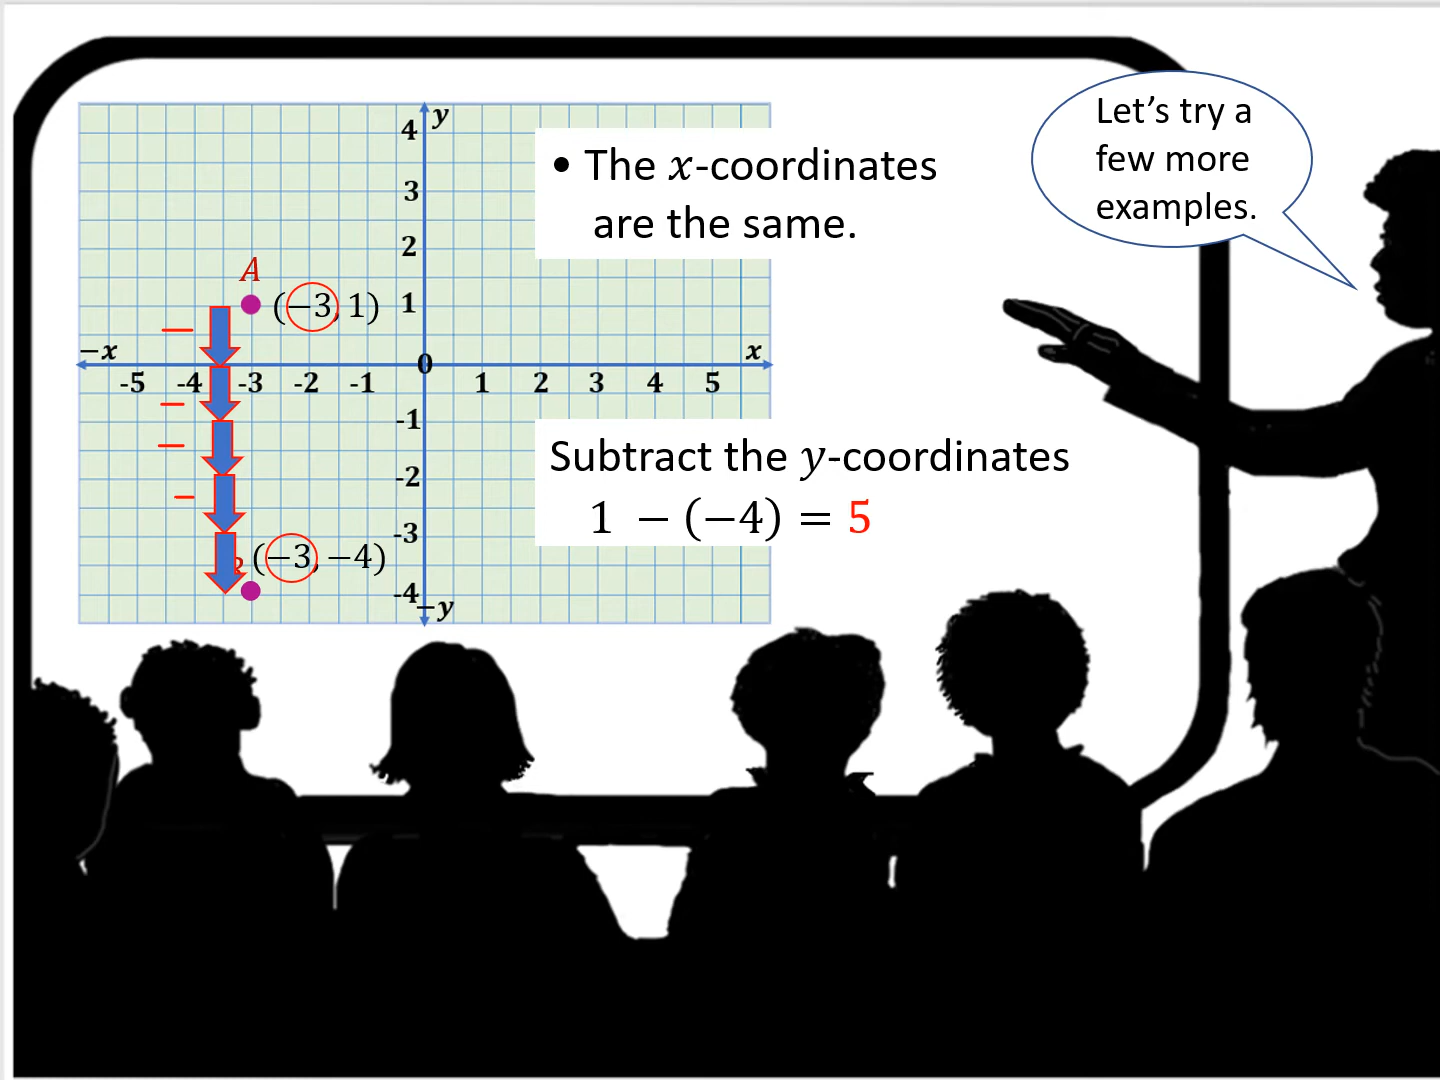 Let's try a
few more
examples.
• The x-coordinates
are the same.
y
4
3
2
A
(−3, 1) 1
−x 0 x
-5 -4 -3 -2 -1 1 2 3 4 5
-1
-2
-3
(−3, −4)
-4
−y
− − − −
Subtract the y-coordinates
1 − (−4) = 5